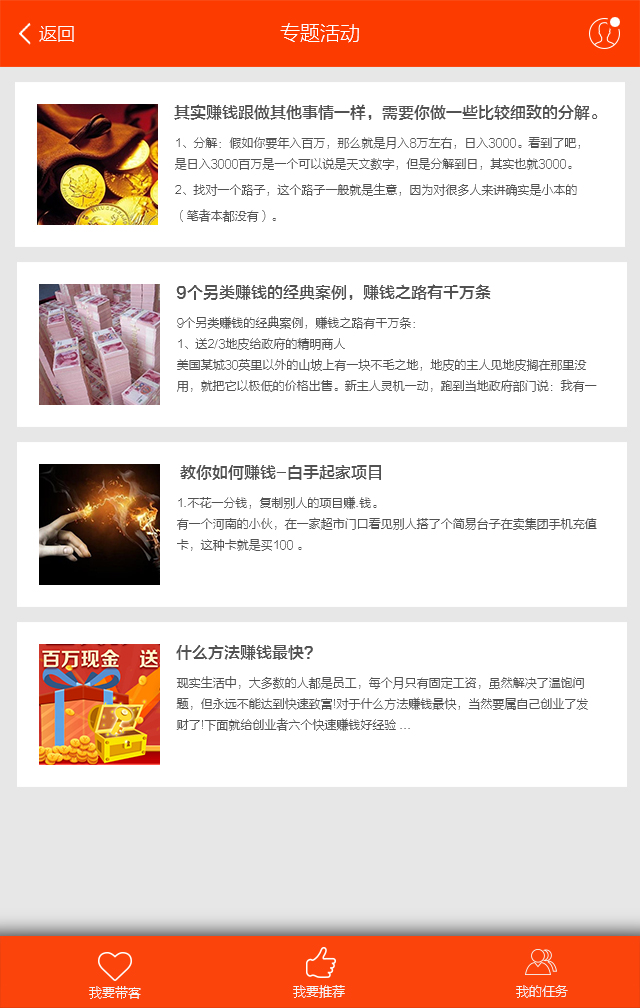 返回
专题活动
其实赚钱跟做其他事情一样，需要你做一些比较细致的分解。
1、分解：假如你要年入百万，那么就是月入8万左右，日入3000。看到了吧，
是日入3000百万是一个可以说是天文数字，但是分解到日，其实也就3000。
2、找对一个路子，这个路子一般就是生意，因为对很多人来讲确实是小本的
（笔者本都没有）。
9个另类赚钱的经典案例，赚钱之路有千万条
9个另类赚钱的经典案例，赚钱之路有千万条：
1、送2/3地皮给政府的精明商人
美国某城30英里以外的山坡上有一块不毛之地，地皮的主人见地皮搁在那里没
用，就把它以极低的价格出售。新主人灵机一动，跑到当地政府部门说：我有一
教你如何赚钱-白手起家项目
1.不花一分钱，复制别人的项目赚.钱。
有一个河南的小伙，在一家超市门口看见别人搭了个简易台子在卖集团手机充值
卡，这种卡就是买100 。
百万现金 送
什么方法赚钱最快?
现实生活中，大多数的人都是员工，每个月只有固定工资，虽然解决了温饱问
题，但永远不能达到快速致富!对于什么方法赚钱最快，当然要属自己创业了发
财了!下面就给创业者六个快速赚钱好经验 ...
我要带客
我要推荐
我的任务